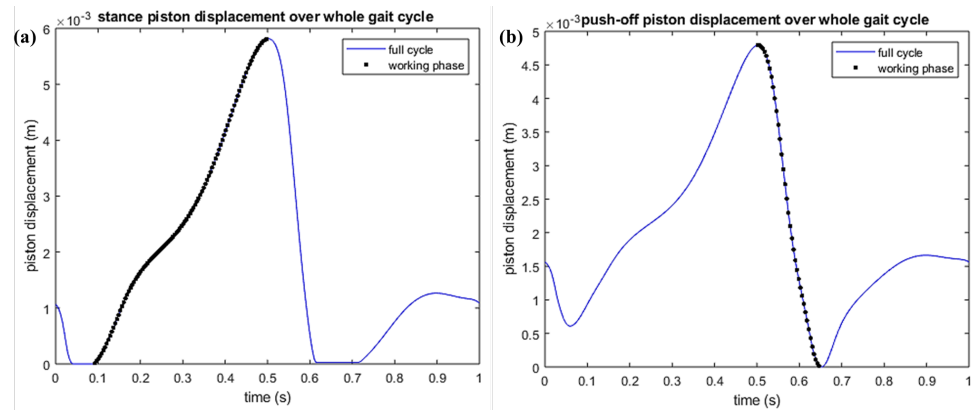 (a)
×10⁻³ stance piston displacement over whole gait cycle
full cycle
working phase
piston displacement (m)
6
5
4
3
2
1
0
0 0.1 0.2 0.3 0.4 0.5 0.6 0.7 0.8 0.9 1
time (s)
(b)
×10⁻³ push-off piston displacement over whole gait cycle
full cycle
working phase
piston displacement (m)
5
4.5
4
3.5
3
2.5
2
1.5
1
0.5
0
0 0.1 0.2 0.3 0.4 0.5 0.6 0.7 0.8 0.9 1
time (s)